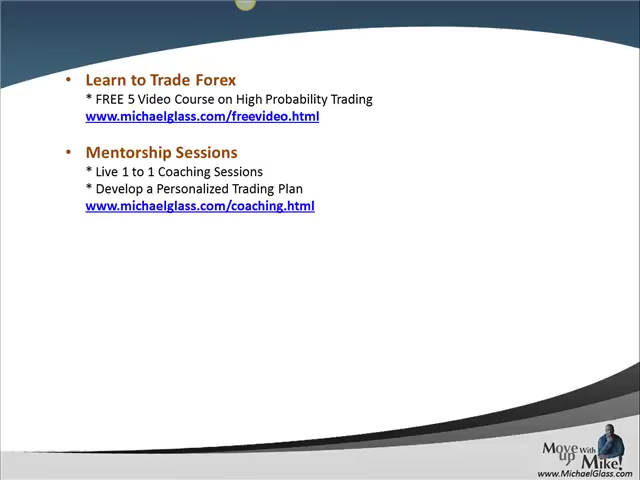 • Learn to Trade Forex
* FREE 5 Video Course on High Probability Trading
www.michaelglass.com/freevideo.html
• Mentorship Sessions
* Live 1 to 1 Coaching Sessions
* Develop a Personalized Trading Plan
www.michaelglass.com/coaching.html
Move up With Mike!
www.MichaelGlass.com